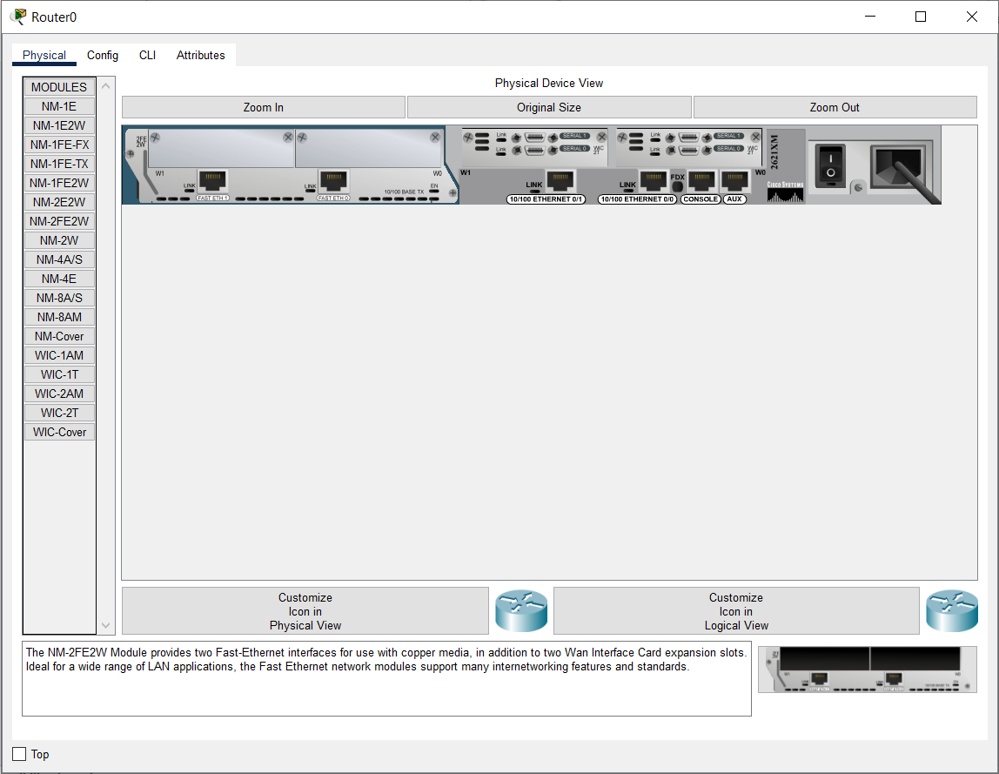 Router0
Physical Config CLI Attributes
MODULES
NM-1E
NM-1E2W
NM-1FE-FX
NM-1FE-TX
NM-1FE2W
NM-2E2W
NM-2FE2W
NM-2W
NM-4A/S
NM-4E
NM-8A/S
NM-8AM
NM-Cover
WIC-1AM
WIC-1T
WIC-2AM
WIC-2T
WIC-Cover
Physical Device View
Zoom In Original Size Zoom Out
2FE
2W
W1
LINK
FAST ETH 1
LINK
FAST ETH 0
W0
10/100 BASE TX
EN
Link
Link
SERIAL 1
SERIAL 0
WIC
2T
Link
Link
SERIAL 1
SERIAL 0
WIC
2T
W1
W0
LINK
10/100 ETHERNET 0/1
LINK
FDX
10/100 ETHERNET 0/0
CONSOLE
AUX
2621XM
CISCO SYSTEMS
Customize
Icon in
Physical View
Customize
Icon in
Logical View
The NM-2FE2W Module provides two Fast-Ethernet interfaces for use with copper media, in addition to two Wan Interface Card expansion slots.
Ideal for a wide range of LAN applications, the Fast Ethernet network modules support many internetworking features and standards.
W1
W0
Top